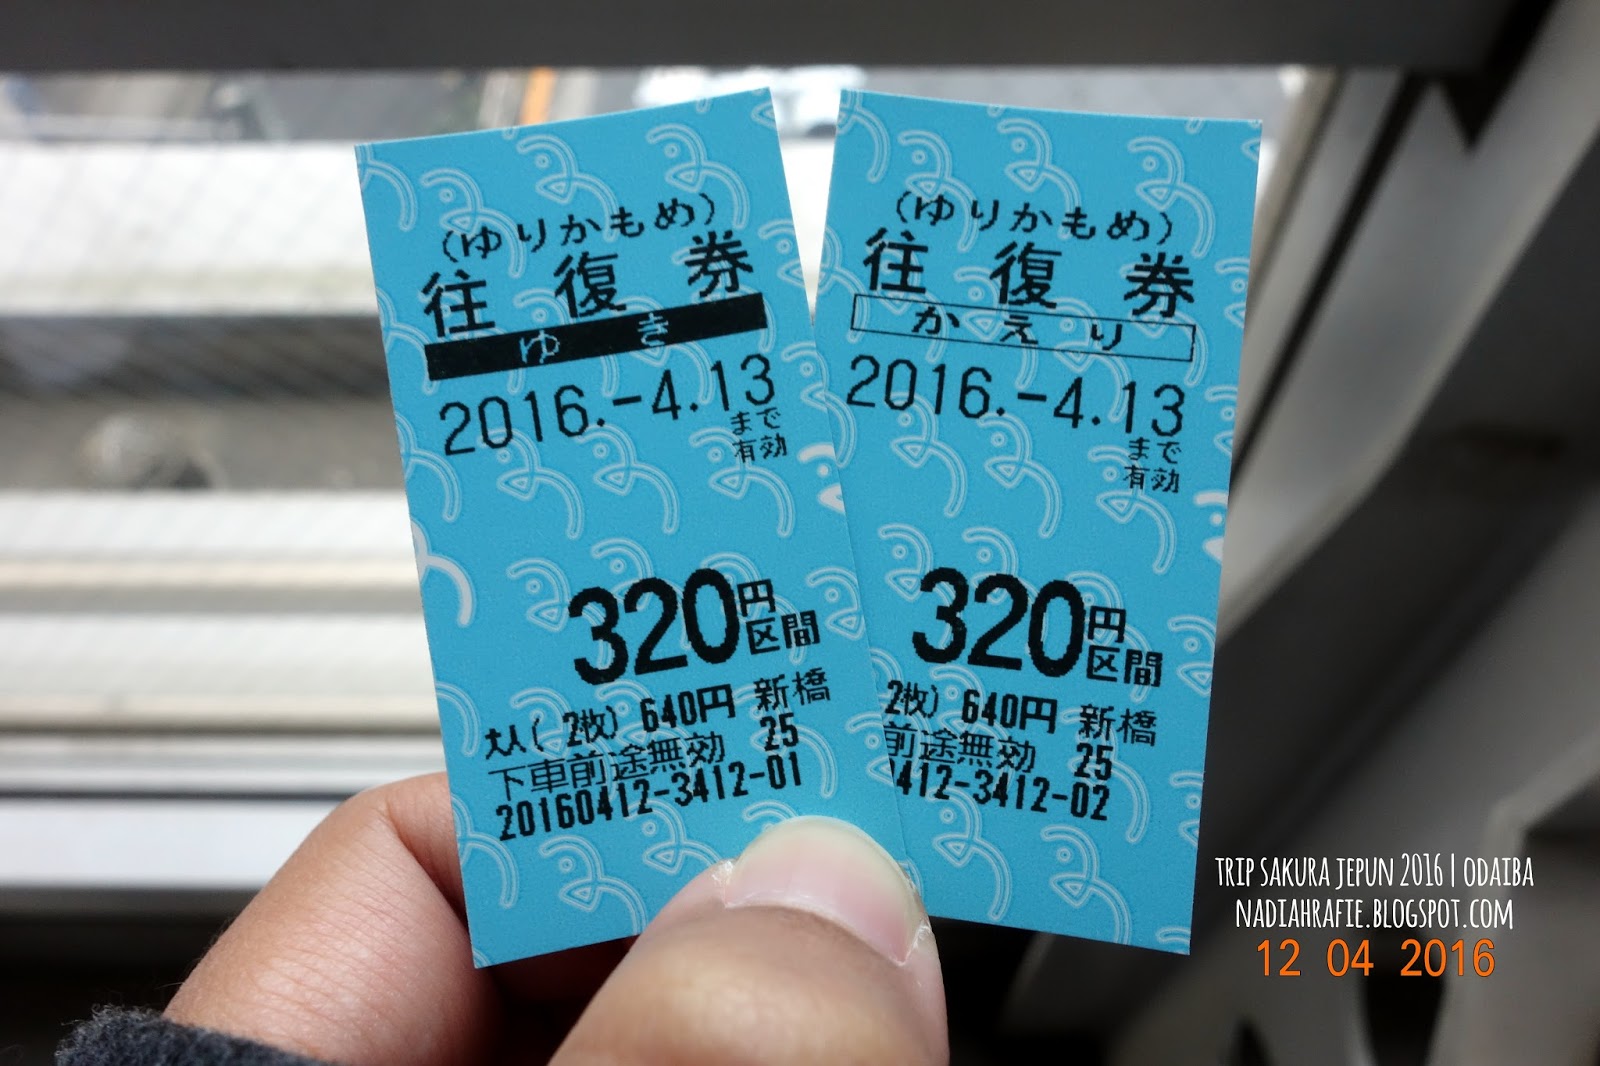 (ゆりかもめ)
往復券
ゆき
2016.-4.13
まで
有効
320円
区間
大人( 2枚) 640円 新橋
下車前途無効 25
20160412-3412-01
(ゆりかもめ)
往復券
かえり
2016.-4.13
まで
有効
320円
区間
2枚) 640円 新橋
前途無効 25
412-3412-02
TRIP SAKURA JEPUN 2016 | ODAIBA
NADIAHRAFIE.BLOGSPOT.COM
12 04 2016